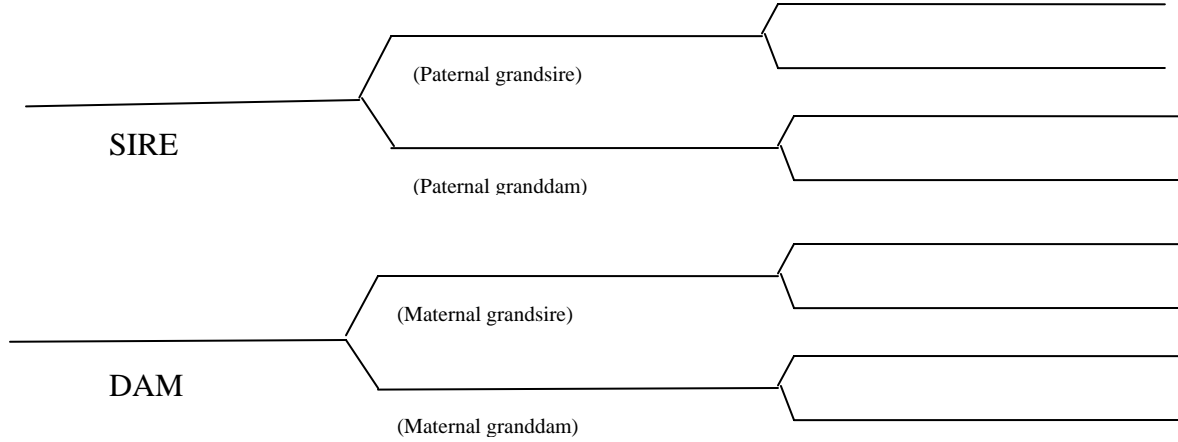 (Paternal grandsire)
SIRE
(Paternal granddam)
(Maternal grandsire)
DAM
(Maternal granddam)